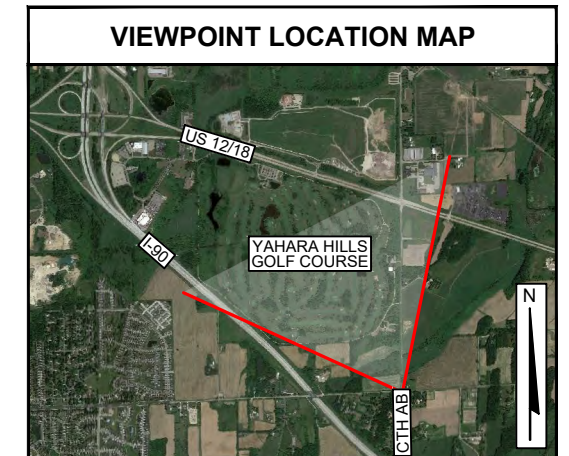 VIEWPOINT LOCATION MAP
US 12/18
I-90
YAHARA HILLS
GOLF COURSE
N
CTH AB